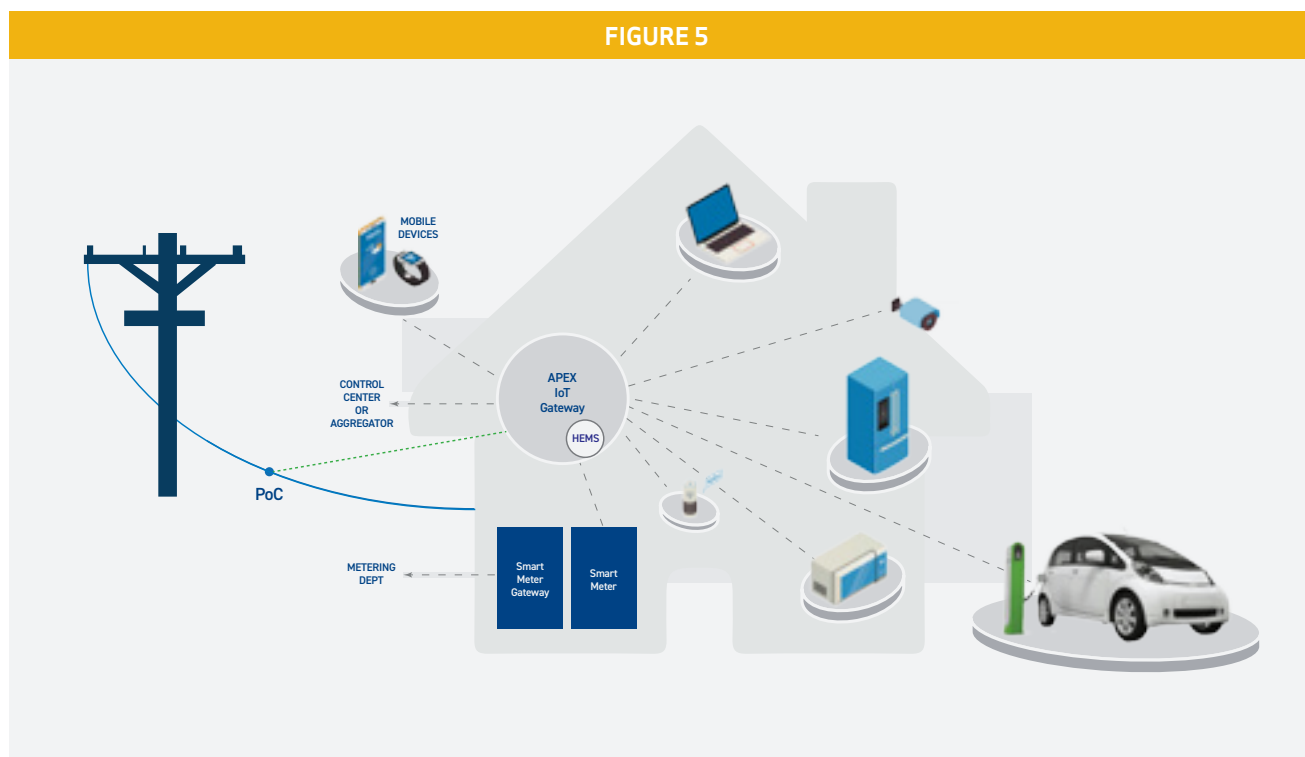 FIGURE 5
MOBILE
DEVICES
APEX
IoT
Gateway
HEMS
CONTROL
CENTER
OR
AGGREGATOR
PoC
METERING
DEPT
Smart
Meter
Gateway
Smart
Meter